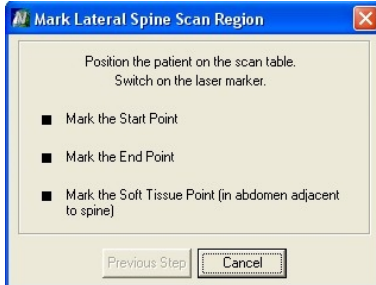 Mark Lateral Spine Scan Region
Position the patient on the scan table.
Switch on the laser marker.
Mark the Start Point
Mark the End Point
Mark the Soft Tissue Point (in abdomen adjacent
to spine)
Previous Step
Cancel